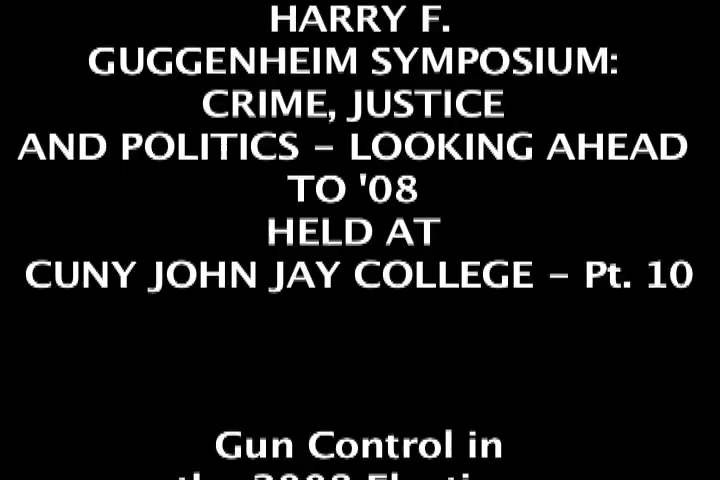 HARRY F.
GUGGENHEIM SYMPOSIUM:
CRIME, JUSTICE
AND POLITICS – LOOKING AHEAD
TO '08
HELD AT
CUNY JOHN JAY COLLEGE – Pt. 10
Gun Control in